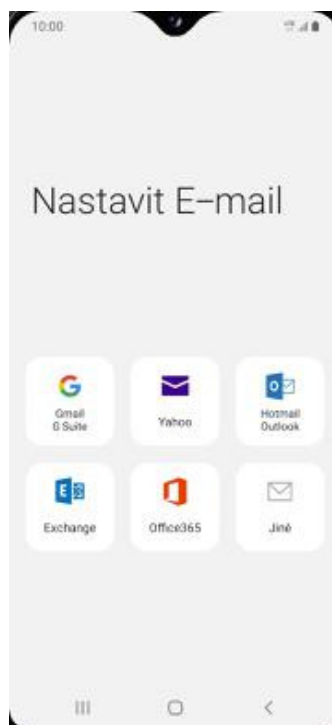 10:00
Nastavit E-mail
Gmail
G Suite
Yahoo
Hotmail
Outlook
Exchange
Office365
Jiné